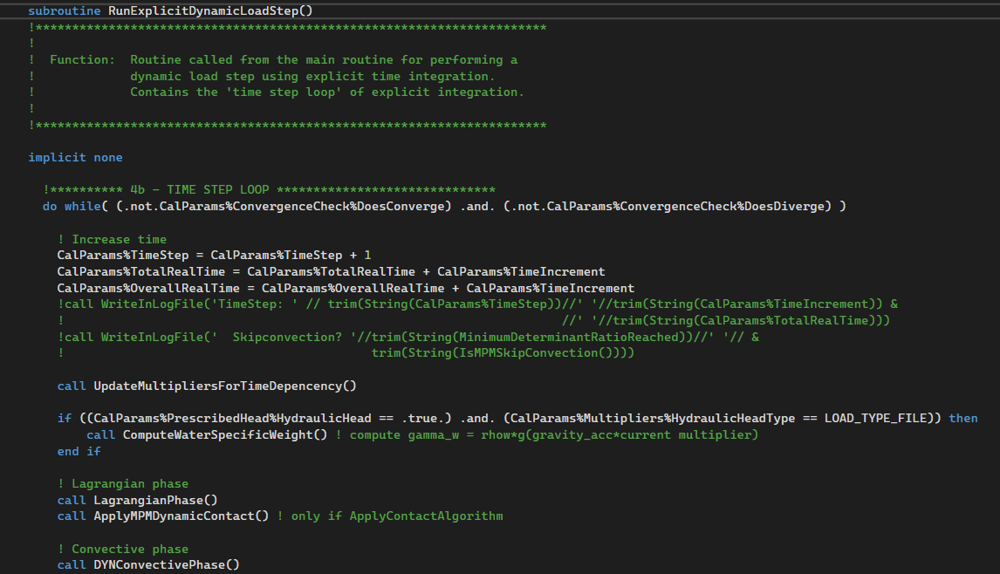 subroutine RunExplicitDynamicLoadStep()
!**********************************************************************
!
!  Function:  Routine called from the main routine for performing a
!             dynamic load step using explicit time integration.
!             Contains the 'time step loop' of explicit integration.
!
!**********************************************************************
implicit none
!********** 4b - TIME STEP LOOP ******************************
do while( (.not.CalParams%ConvergenceCheck%DoesConverge) .and. (.not.CalParams%ConvergenceCheck%DoesDiverge) )
! Increase time
CalParams%TimeStep = CalParams%TimeStep + 1
CalParams%TotalRealTime = CalParams%TotalRealTime + CalParams%TimeIncrement
CalParams%OverallRealTime = CalParams%OverallRealTime + CalParams%TimeIncrement
!call WriteInLogFile('TimeStep: ' // trim(String(CalParams%TimeStep))//' '//trim(String(CalParams%TimeIncrement)) &
!                                                                    //' '//trim(String(CalParams%TotalRealTime)))
!call WriteInLogFile('  Skipconvection? '//trim(String(MinimumDeterminantRatioReached))//' '// &
!                                          trim(String(IsMPMSkipConvection())))
call UpdateMultipliersForTimeDepencency()
if ((CalParams%PrescribedHead%HydraulicHead == .true.) .and. (CalParams%Multipliers%HydraulicHeadType == LOAD_TYPE_FILE)) then
call ComputeWaterSpecificWeight() ! compute gamma_w = rhow*g(gravity_acc*current multiplier)
end if
! Lagrangian phase
call LagrangianPhase()
call ApplyMPMDynamicContact() ! only if ApplyContactAlgorithm
! Convective phase
call DYNConvectivePhase()